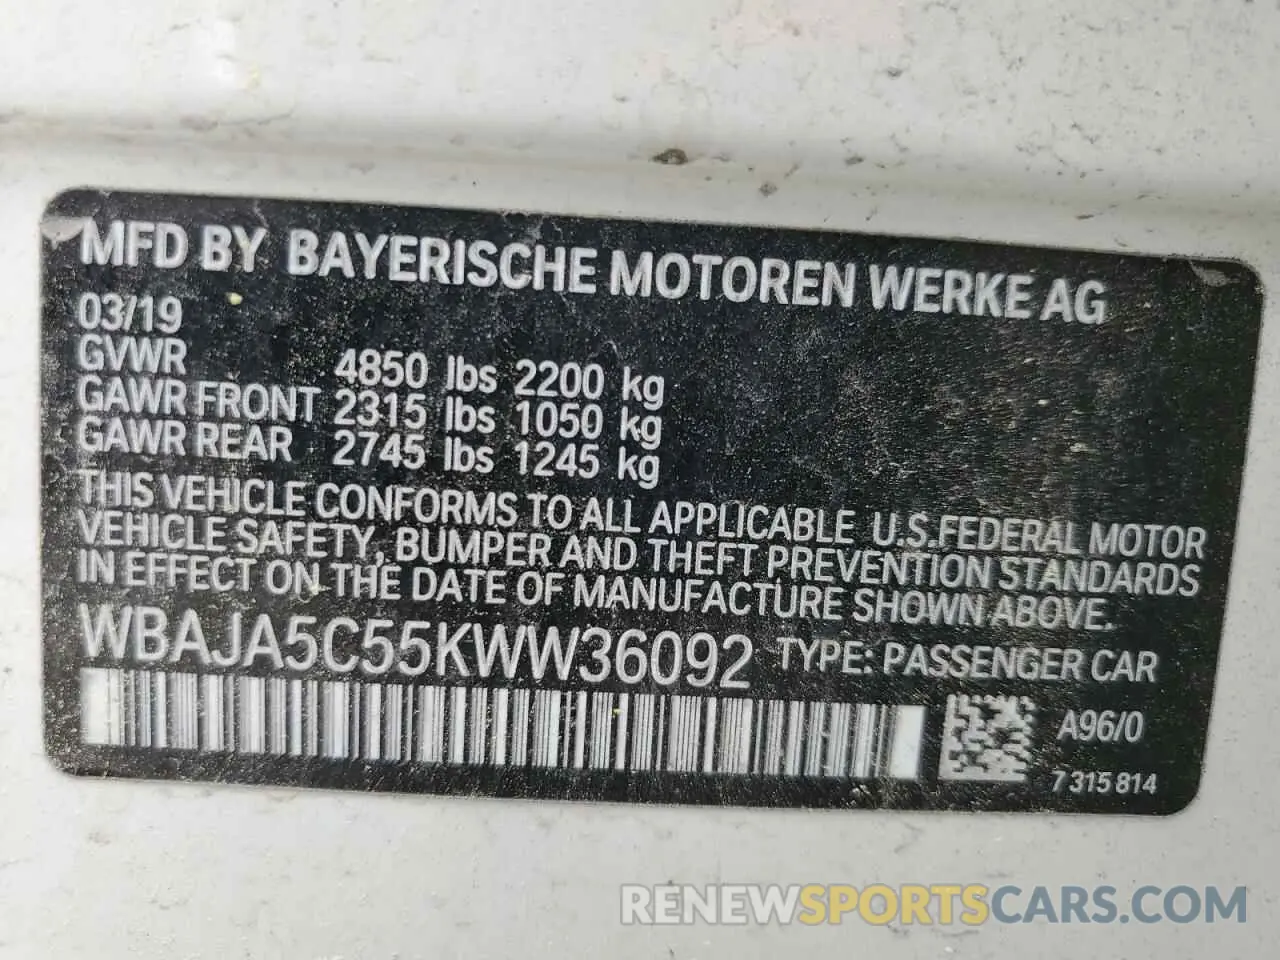 MFD BY BAYERISCHE MOTOREN WERKE AG
03/19
GVWR 4850 lbs 2200 kg
GAWR FRONT 2315 lbs 1050 kg
GAWR REAR 2745 lbs 1245 kg
THIS VEHICLE CONFORMS TO ALL APPLICABLE U.S.FEDERAL MOTOR
VEHICLE SAFETY, BUMPER AND THEFT PREVENTION STANDARDS
IN EFFECT ON THE DATE OF MANUFACTURE SHOWN ABOVE.
WBAJA5C55KWW36092 TYPE: PASSENGER CAR
A96/0
7 315 814
RENEWSPORTSCARS.COM